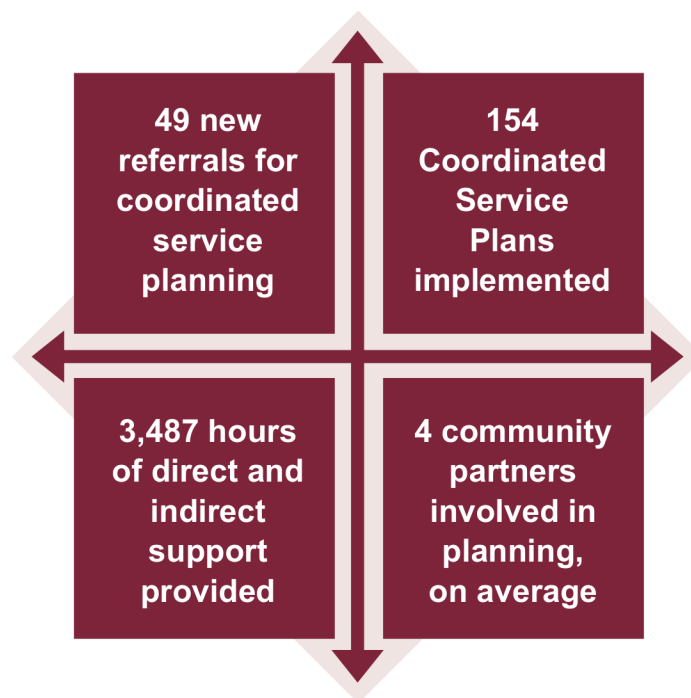 49 new
referrals for
coordinated
service
planning
154
Coordinated
Service
Plans
implemented
3,487 hours
of direct and
indirect
support
provided
4 community
partners
involved in
planning,
on average